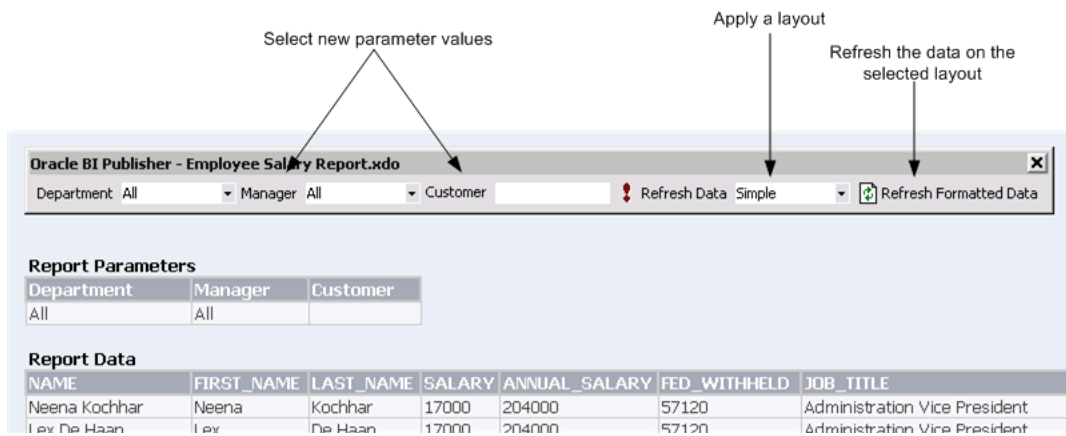 Apply a layout
Select new parameter values
Refresh the data on the
selected layout
Oracle BI Publisher - Employee Salary Report.xdo
Department All Manager All Customer Refresh Data Simple Refresh Formatted Data
Report Parameters
Department Manager Customer
All All
Report Data
NAME FIRST_NAME LAST_NAME SALARY ANNUAL_SALARY FED_WITHHELD JOB_TITLE
Neena Kochhar Neena Kochhar 17000 204000 57120 Administration Vice President
Lex De Haan Lex De Haan 17000 204000 57120 Administration Vice President